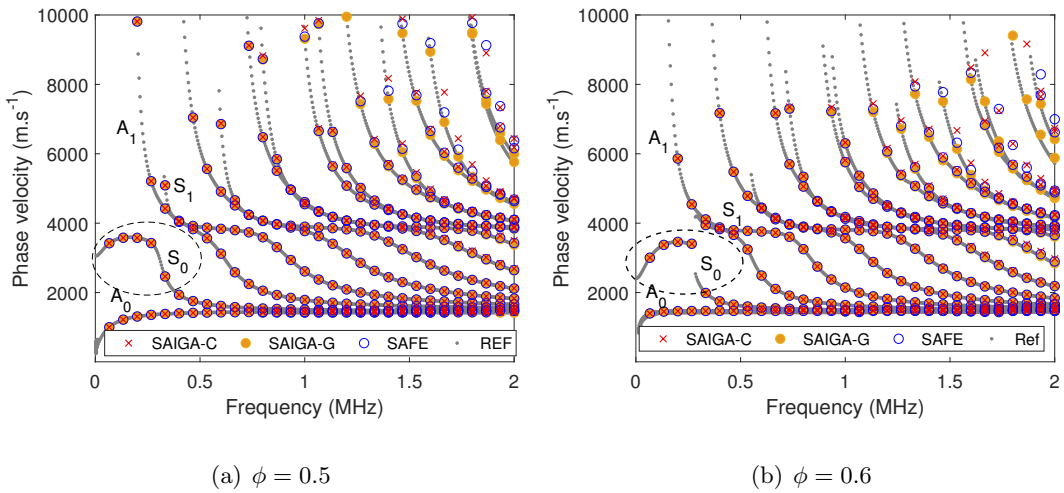 10000
8000
6000
4000
2000
Phase velocity (m.s⁻¹)
A₁
S₁
S₀
A₀
× SAIGA-C ● SAIGA-G ○ SAFE • REF
0 0.5 1 1.5 2
Frequency (MHz)
(a) ϕ = 0.5
10000
8000
6000
4000
2000
Phase velocity (m.s⁻¹)
A₁
S₁
S₀
A₀
× SAIGA-C ● SAIGA-G ○ SAFE • Ref
0 0.5 1 1.5 2
Frequency (MHz)
(b) ϕ = 0.6